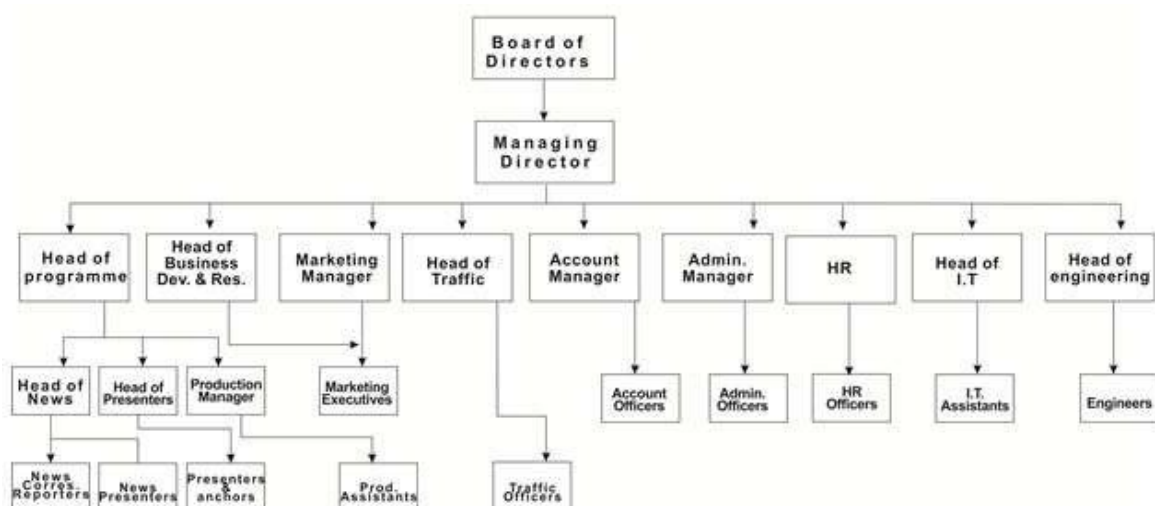 Board of
Directors
Managing
Director
Head of
programme
Head of
Business
Dev. & Res.
Marketing
Manager
Head of
Traffic
Account
Manager
Admin.
Manager
HR
Head of
I.T
Head of
engineering
Head of
News
Head of
Presenters
Production
Manager
Marketing
Executives
Account
Officers
Admin.
Officers
HR
Officers
I.T.
Assistants
Engineers
News
Corres.
Reporters
News
Presenters
Presenters
&
anchors
Prod.
Assistants
Traffic
Officers